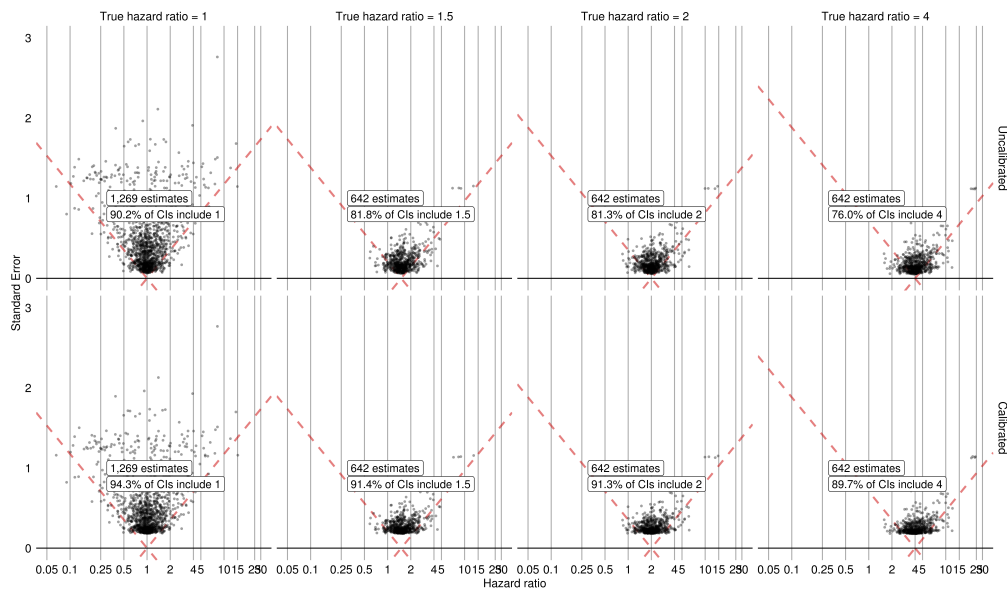 True hazard ratio = 1
True hazard ratio = 1.5
True hazard ratio = 2
True hazard ratio = 4
3
2
1
0
1,269 estimates
90.2% of CIs include 1
642 estimates
81.8% of CIs include 1.5
642 estimates
81.3% of CIs include 2
642 estimates
76.0% of CIs include 4
Uncalibrated
Standard Error
3
2
1
0
1,269 estimates
94.3% of CIs include 1
642 estimates
91.4% of CIs include 1.5
642 estimates
91.3% of CIs include 2
642 estimates
89.7% of CIs include 4
Calibrated
0.05 0.1 0.25 0.5 1 2 4 5 10 15 25 30
0.05 0.1 0.25 0.5 1 2 4 5 10 15 25 30
0.05 0.1 0.25 0.5 1 2 4 5 10 15 25 30
0.05 0.1 0.25 0.5 1 2 4 5 10 15 25 30
Hazard ratio